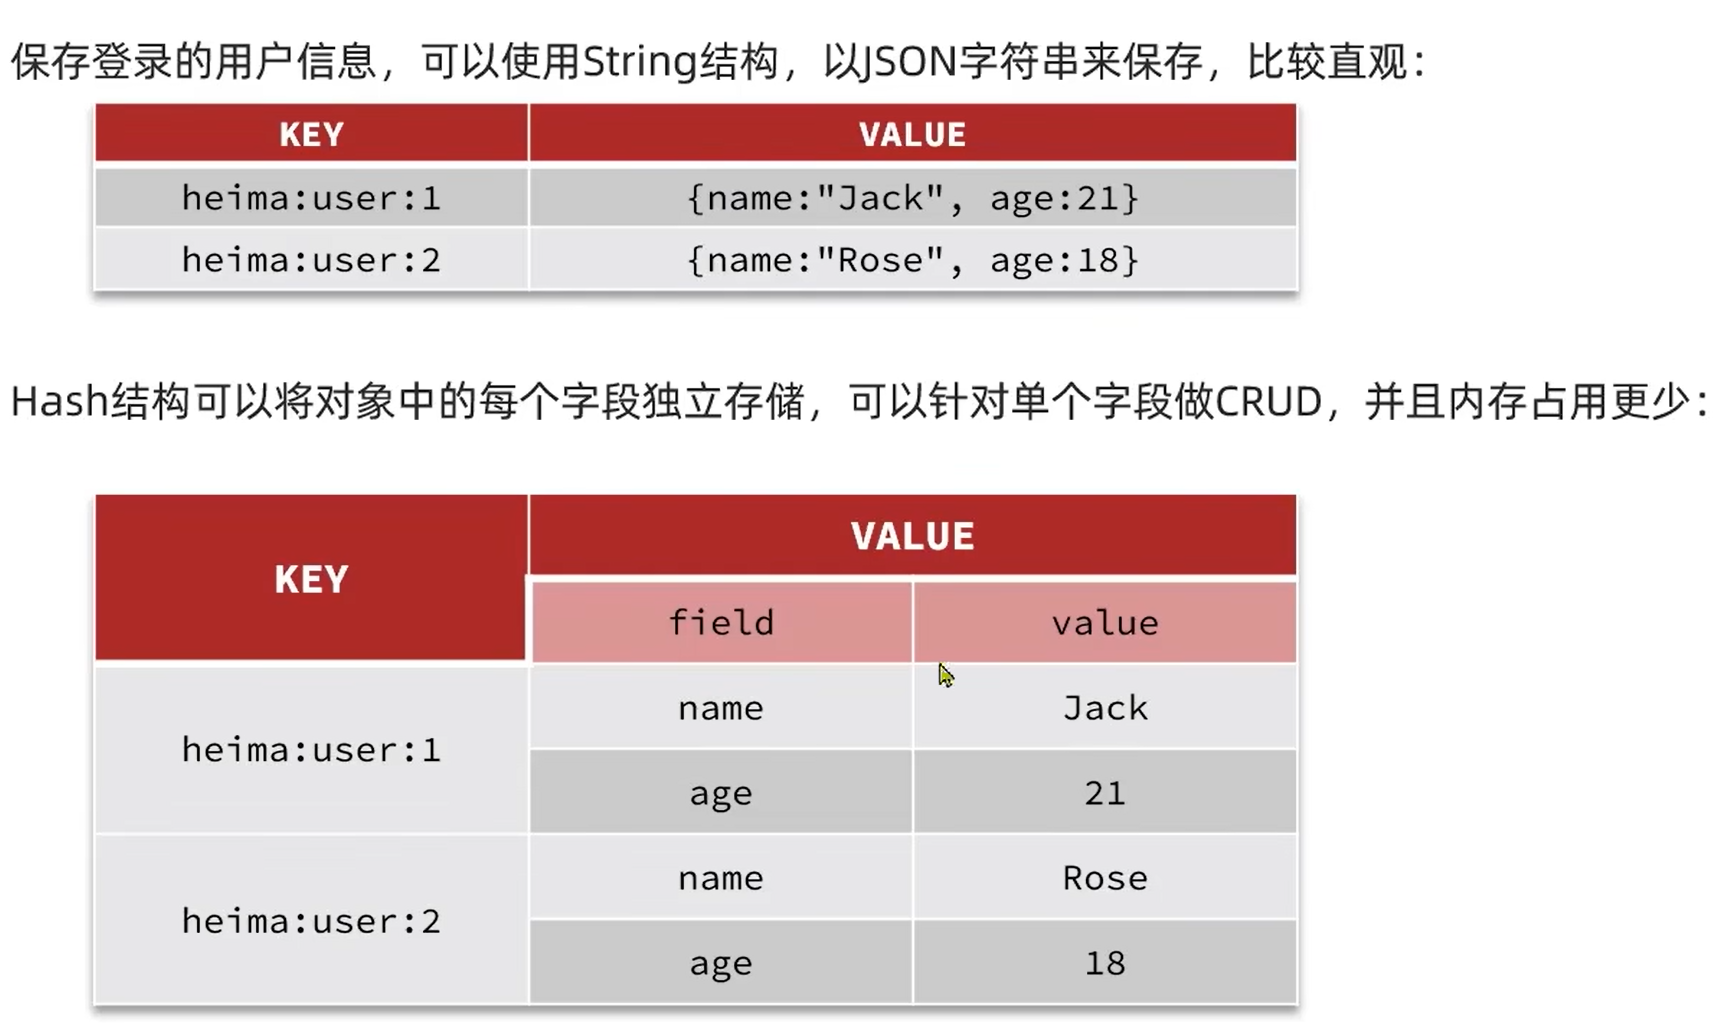 保存登录的用户信息，可以使用String结构，以JSON字符串来保存，比较直观：
KEY VALUE
heima:user:1 {name:"Jack", age:21}
heima:user:2 {name:"Rose", age:18}
Hash结构可以将对象中的每个字段独立存储，可以针对单个字段做CRUD，并且内存占用更少：
KEY VALUE
field value
heima:user:1
name Jack
age 21
heima:user:2
name Rose
age 18